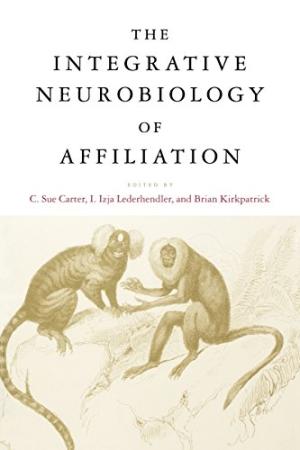 THE
INTEGRATIVE
NEUROBIOLOGY
OF
AFFILIATION
EDITED BY
C. Sue Carter, I. Izja Lederhendler, and Brian Kirkpatrick